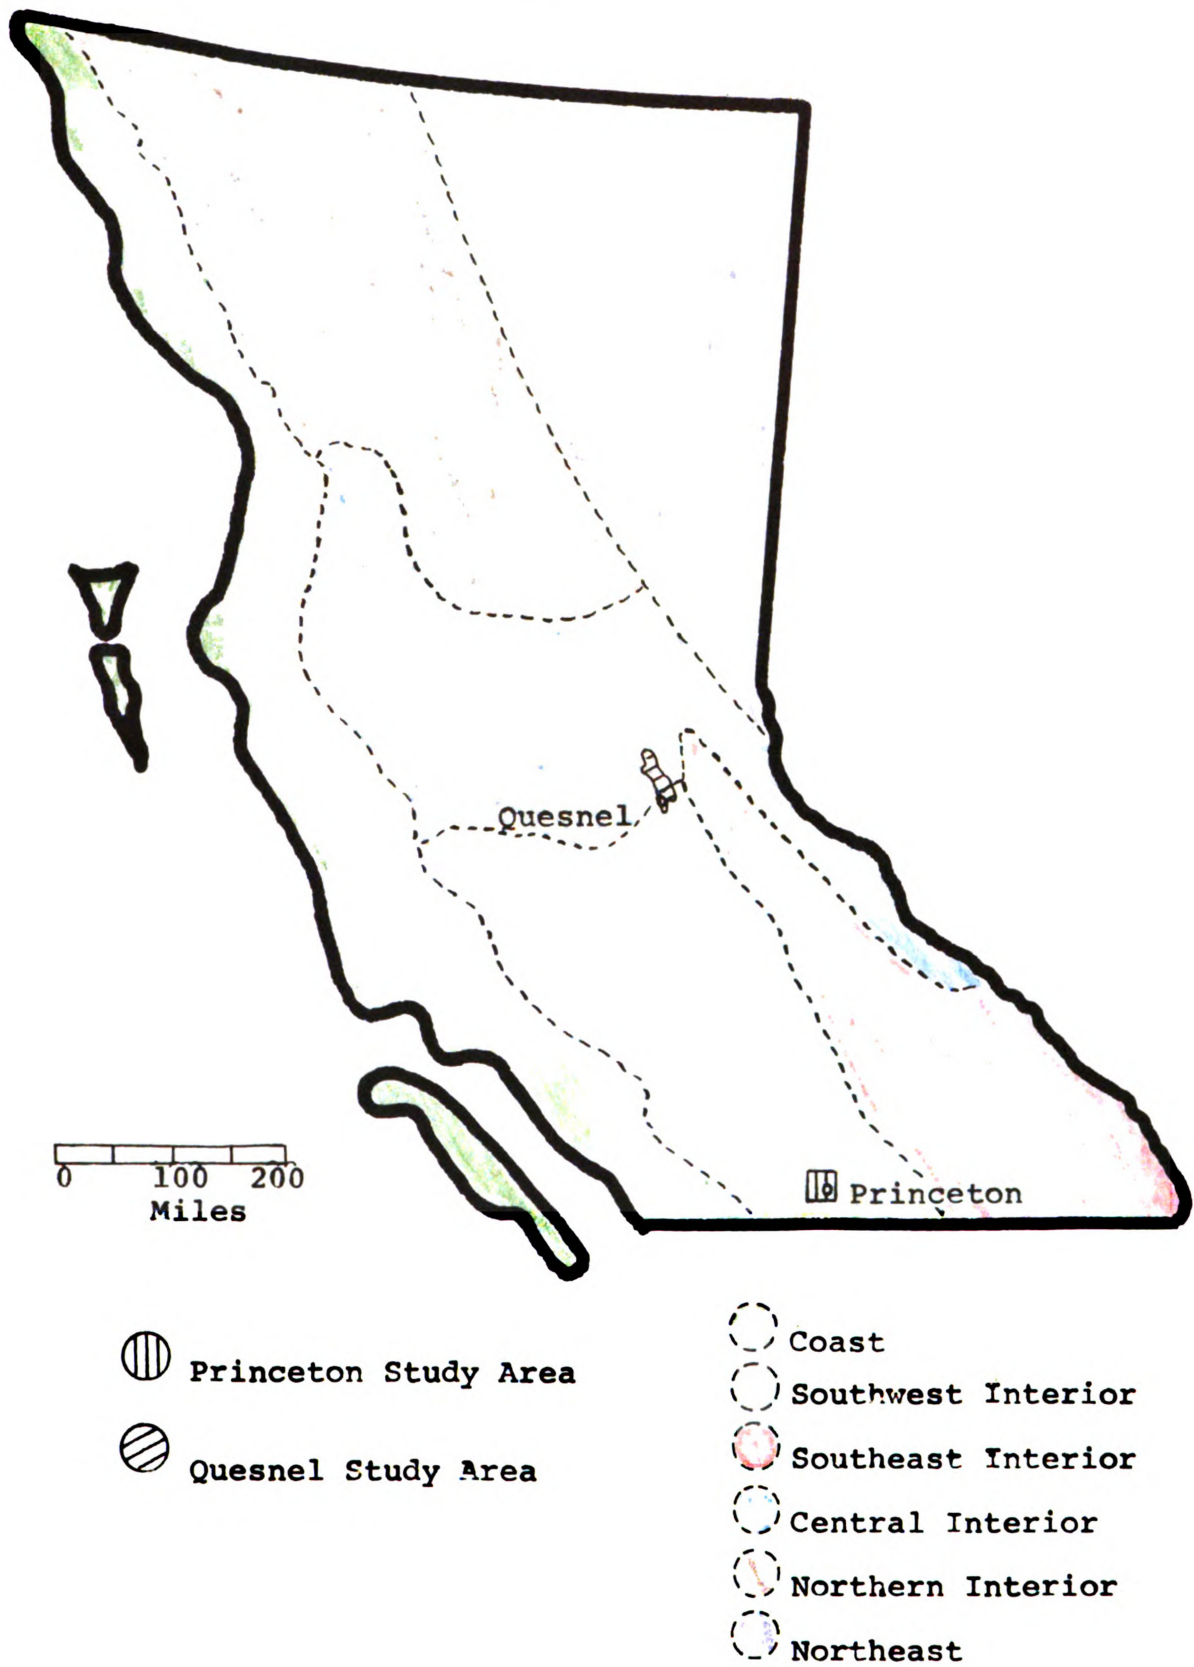 Quesnel
Princeton
0 100 200
Miles
Princeton Study Area
Quesnel Study Area
Coast
Southwest Interior
Southeast Interior
Central Interior
Northern Interior
Northeast